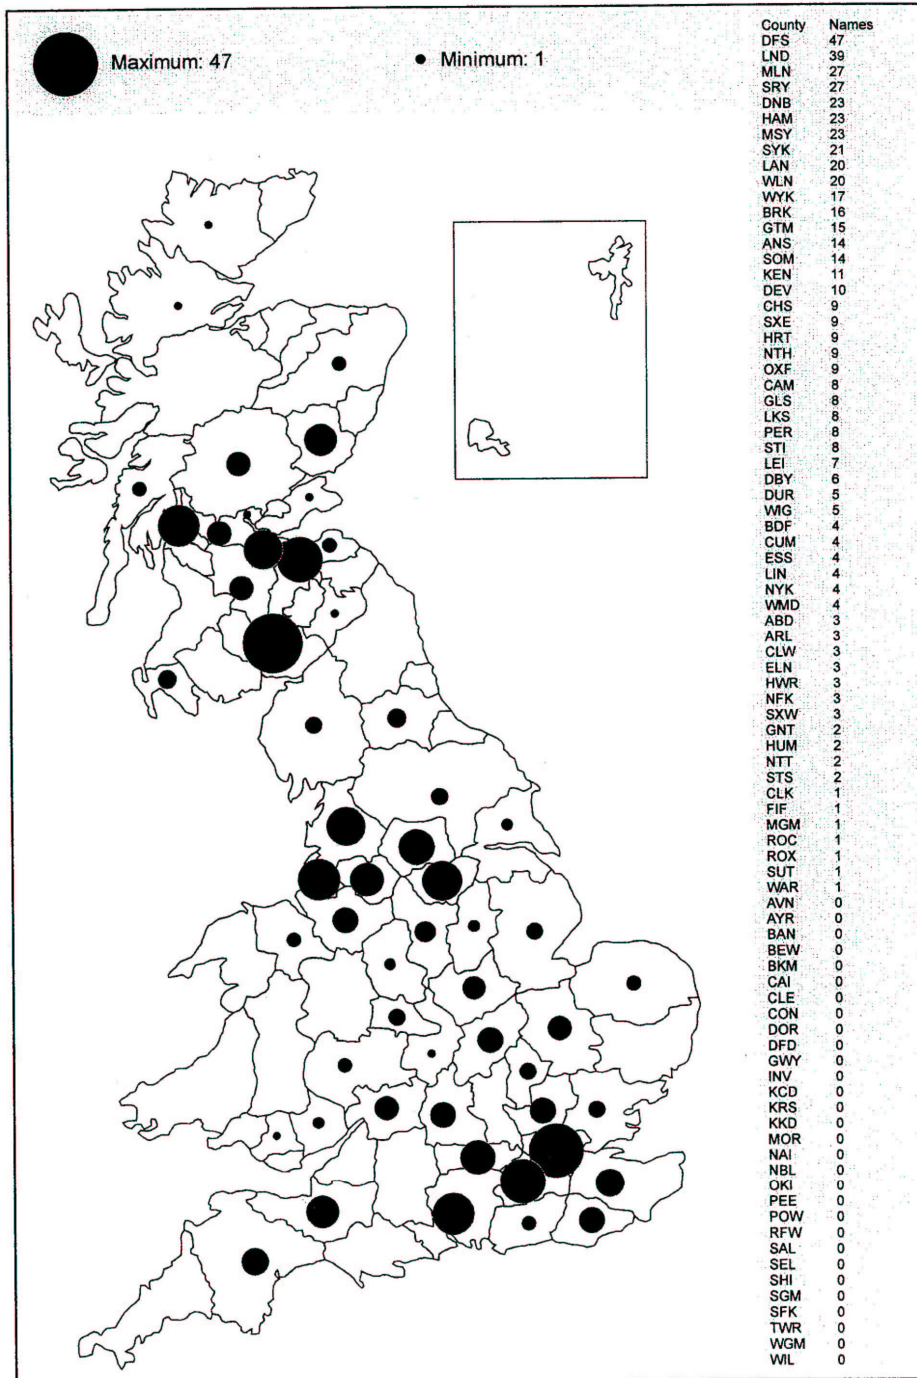 Maximum: 47
Minimum: 1
County Names
DFS 47
LND 39
MLN 27
SRY 27
DNB 23
HAM 23
MSY 23
SYK 21
LAN 20
WLN 20
WYK 17
BRK 16
GTM 15
ANS 14
SOM 14
KEN 11
DEV 10
CHS 9
SXE 9
HRT 9
NTH 9
OXF 9
CAM 8
GLS 8
LKS 8
PER 8
STI 8
LEI 7
DBY 6
DUR 5
WIG 5
BDF 4
CUM 4
ESS 4
LIN 4
NYK 4
WMD 4
ABD 3
ARL 3
CLW 3
ELN 3
HWR 3
NFK 3
SXW 3
GNT 2
HUM 2
NTT 2
STS 2
CLK 1
FIF 1
MGM 1
ROC 1
ROX 1
SUT 1
WAR 1
AVN 0
AYR 0
BAN 0
BEW 0
BKM 0
CAI 0
CLE 0
CON 0
DOR 0
DFD 0
GWY 0
INV 0
KCD 0
KRS 0
KKD 0
MOR 0
NAI 0
NBL 0
OKI 0
PEE 0
POW 0
RFW 0
SAL 0
SEL 0
SHI 0
SGM 0
SFK 0
TWR 0
WGM 0
WIL 0